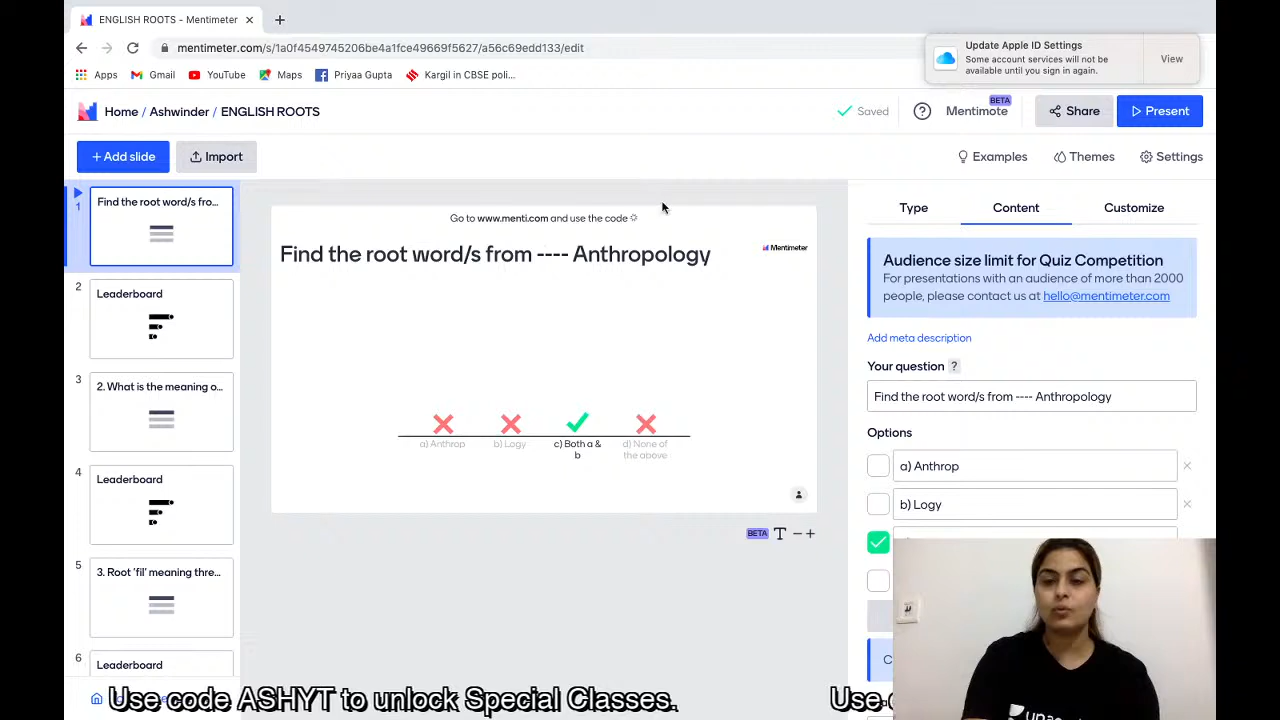 ENGLISH ROOTS - Mentimeter
mentimeter.com/s/1a0f4549745206be4a1fce49669f5627/a56c69edd133/edit
Update Apple ID Settings
Some account services will not be
available until you sign in again.
View
Apps
Gmail
YouTube
Maps
Priyaa Gupta
Kargil in CBSE poli...
Home / Ashwinder / ENGLISH ROOTS
Saved
Mentimote
BETA
Share
Present
+ Add slide
Import
Examples
Themes
Settings
1
Find the root word/s fro...
2
Leaderboard
3
2. What is the meaning o...
4
Leaderboard
5
3. Root 'fil' meaning thre...
6
Leaderboard
Go to www.menti.com and use the code
Find the root word/s from ---- Anthropology
Mentimeter
a) Anthrop
b) Logy
c) Both a &
b
d) None of
the above
BETA
T
Type
Content
Customize
Audience size limit for Quiz Competition
For presentations with an audience of more than 2000
people, please contact us at hello@mentimeter.com
Add meta description
Your question ?
Find the root word/s from ---- Anthropology
Options
a) Anthrop
b) Logy
Use code ASHYT to unlock Special Classes.
Use